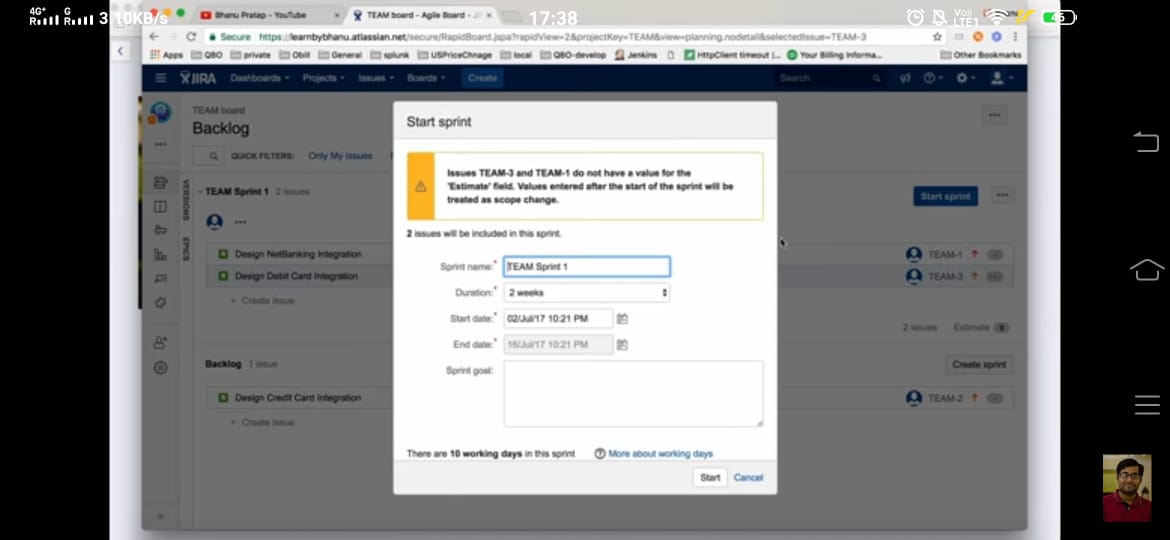 4G+ G 3.10KB/s 17:38 Vo)) LTE1 45
Bhanu Pratap - YouTube × TEAM board - Agile Board - ×
Secure https://learnbybhanu.atlassian.net/secure/RapidBoard.jspa?rapidView=2&projectKey=TEAM&view=planning.nodetail&selectedIssue=TEAM-3
Apps QBO private Obill General splunk USPriceChnage local QBO-develop Jenkins HttpClient timeout |... Your Billing Informa... Other Bookmarks
JIRA Dashboards Projects Issues Boards Create Search
TEAM board
Backlog
QUICK FILTERS: Only My Issues
VERSIONS
EPICS
TEAM Sprint 1 2 issues Start sprint ...
...
Design NetBanking Integration TEAM-1
Design Debit Card Integration TEAM-3
+ Create issue
2 issues Estimate
Backlog 1 issue Create sprint
Design Credit Card Integration TEAM-2
+ Create issue
Start sprint
Issues TEAM-3 and TEAM-1 do not have a value for the
'Estimate' field. Values entered after the start of the sprint will be
treated as scope change.
2 issues will be included in this sprint.
Sprint name:* TEAM Sprint 1
Duration:* 2 weeks
Start date:* 02/Jul/17 10:21 PM
End date:* 16/Jul/17 10:21 PM
Sprint goal:
There are 10 working days in this sprint More about working days
Start Cancel